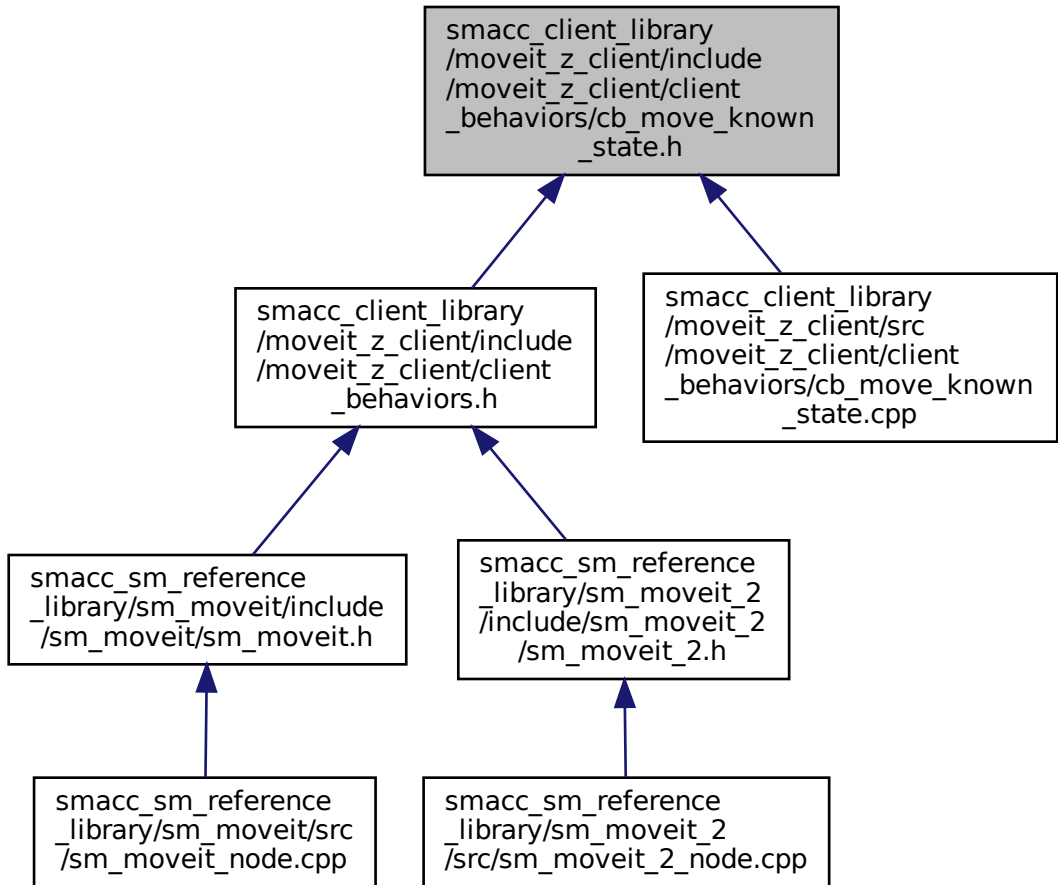 smacc_client_library
/moveit_z_client/include
/moveit_z_client/client
_behaviors/cb_move_known
_state.h
smacc_client_library
/moveit_z_client/include
/moveit_z_client/client
_behaviors.h
smacc_client_library
/moveit_z_client/src
/moveit_z_client/client
_behaviors/cb_move_known
_state.cpp
smacc_sm_reference
_library/sm_moveit/include
/sm_moveit/sm_moveit.h
smacc_sm_reference
_library/sm_moveit_2
/include/sm_moveit_2
/sm_moveit_2.h
smacc_sm_reference
_library/sm_moveit/src
/sm_moveit_node.cpp
smacc_sm_reference
_library/sm_moveit_2
/src/sm_moveit_2_node.cpp